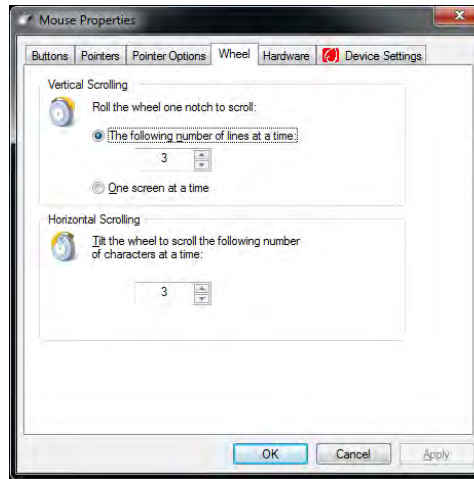 Mouse Properties
Buttons Pointers Pointer Options Wheel Hardware Device Settings
Vertical Scrolling
Roll the wheel one notch to scroll:
The following number of lines at a time:
3
One screen at a time
Horizontal Scrolling
Tilt the wheel to scroll the following number
of characters at a time:
3
OK Cancel Apply